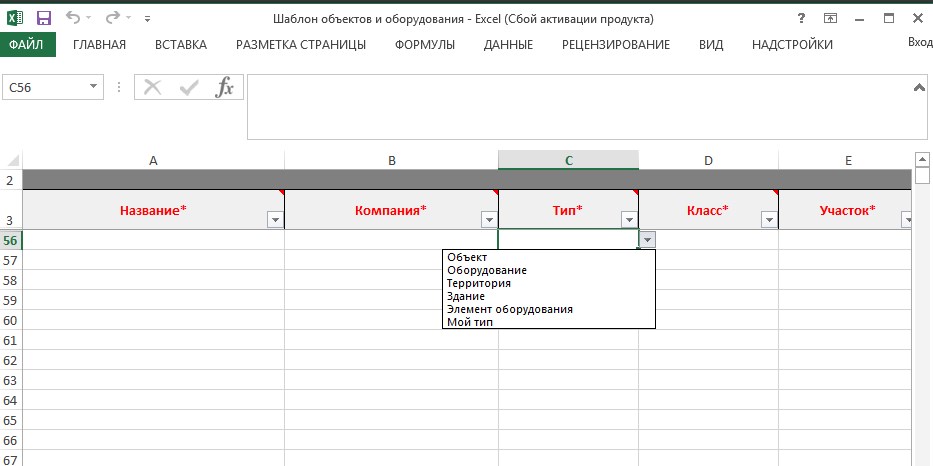 Шаблон объектов и оборудования - Excel (Сбой активации продукта)
ФАЙЛ ГЛАВНАЯ ВСТАВКА РАЗМЕТКА СТРАНИЦЫ ФОРМУЛЫ ДАННЫЕ РЕЦЕНЗИРОВАНИЕ ВИД НАДСТРОЙКИ Вход
C56 fx
A B C D E
2
3 Название* Компания* Тип* Класс* Участок*
56
57 Объект
58 Оборудование
Территория
59 Здание
60 Элемент оборудования
Мой тип
61
62
63
64
65
66
67